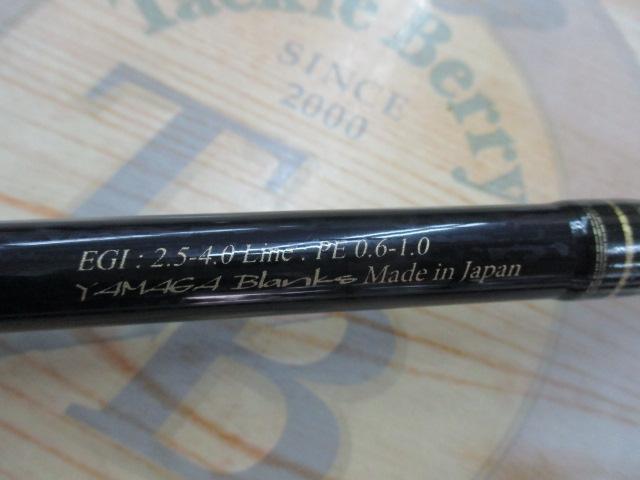 Tackle Berry
SINCE
2000
TB
EGI : 2.5-4.0 Line : PE 0.6-1.0
YAMAGA Blanks Made in Japan